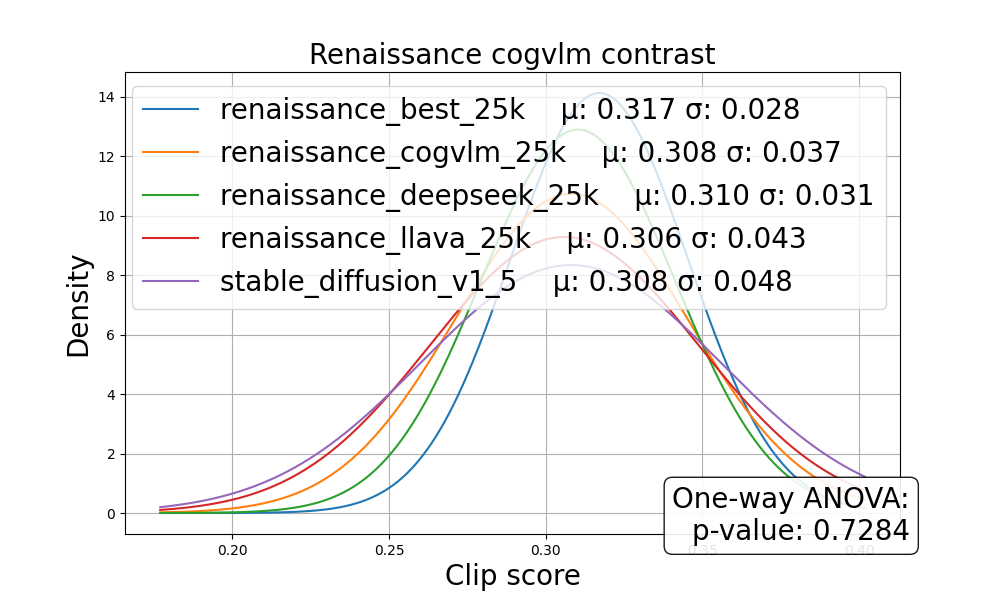 Renaissance cogvlm contrast
renaissance_best_25k μ: 0.317 σ: 0.028
renaissance_cogvlm_25k μ: 0.308 σ: 0.037
renaissance_deepseek_25k μ: 0.310 σ: 0.031
renaissance_llava_25k μ: 0.306 σ: 0.043
stable_diffusion_v1_5 μ: 0.308 σ: 0.048
Density
14
12
10
8
6
4
2
0
One-way ANOVA:
p-value: 0.7284
0.20 0.25 0.30 0.35 0.40
Clip score